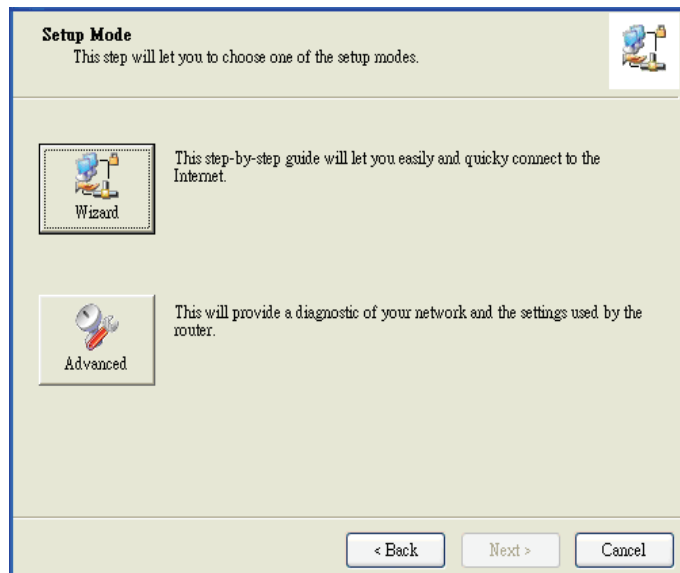 Setup Mode
This step will let you to choose one of the setup modes.
This step-by-step guide will let you easily and quicky connect to the
Internet.
Wizard
This will provide a diagnostic of your network and the settings used by the
router.
Advanced
< Back
Next >
Cancel